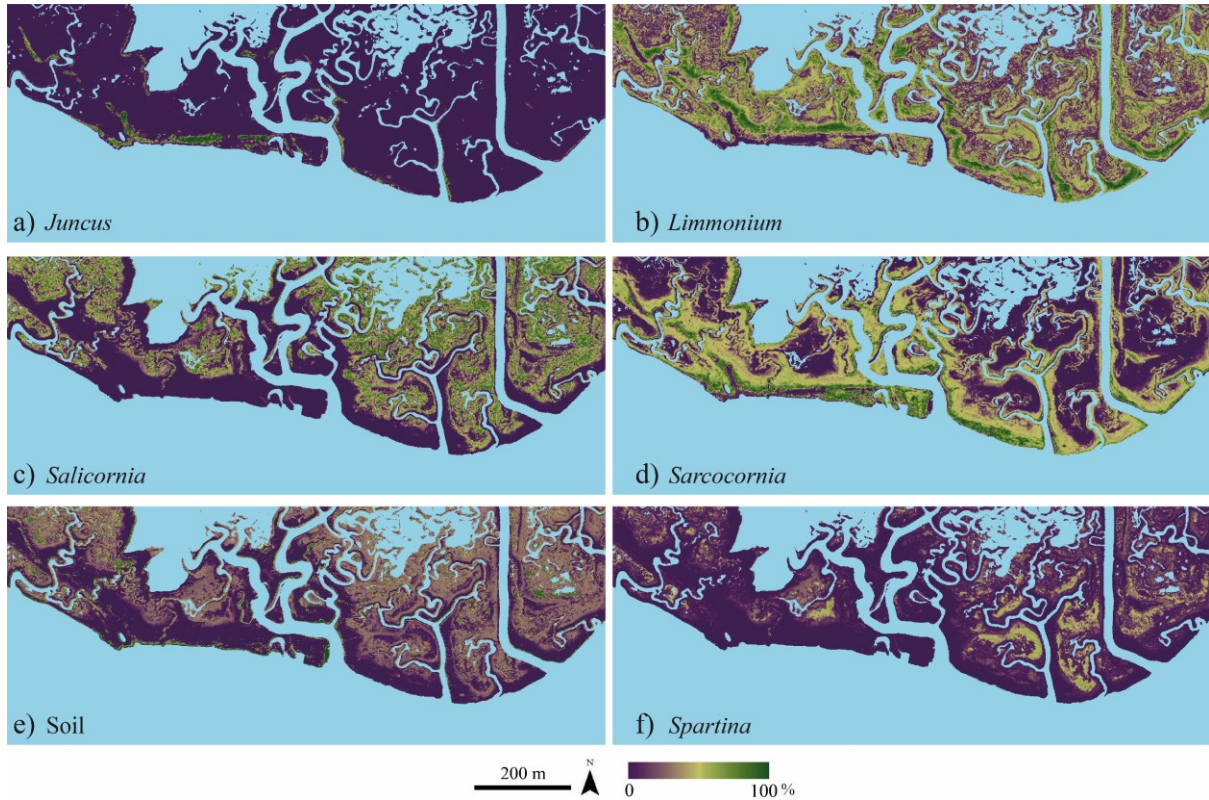 a) Juncus
b) Limmonium
c) Salicornia
d) Sarcocornia
e) Soil
f) Spartina
200 m
N
0
100 %